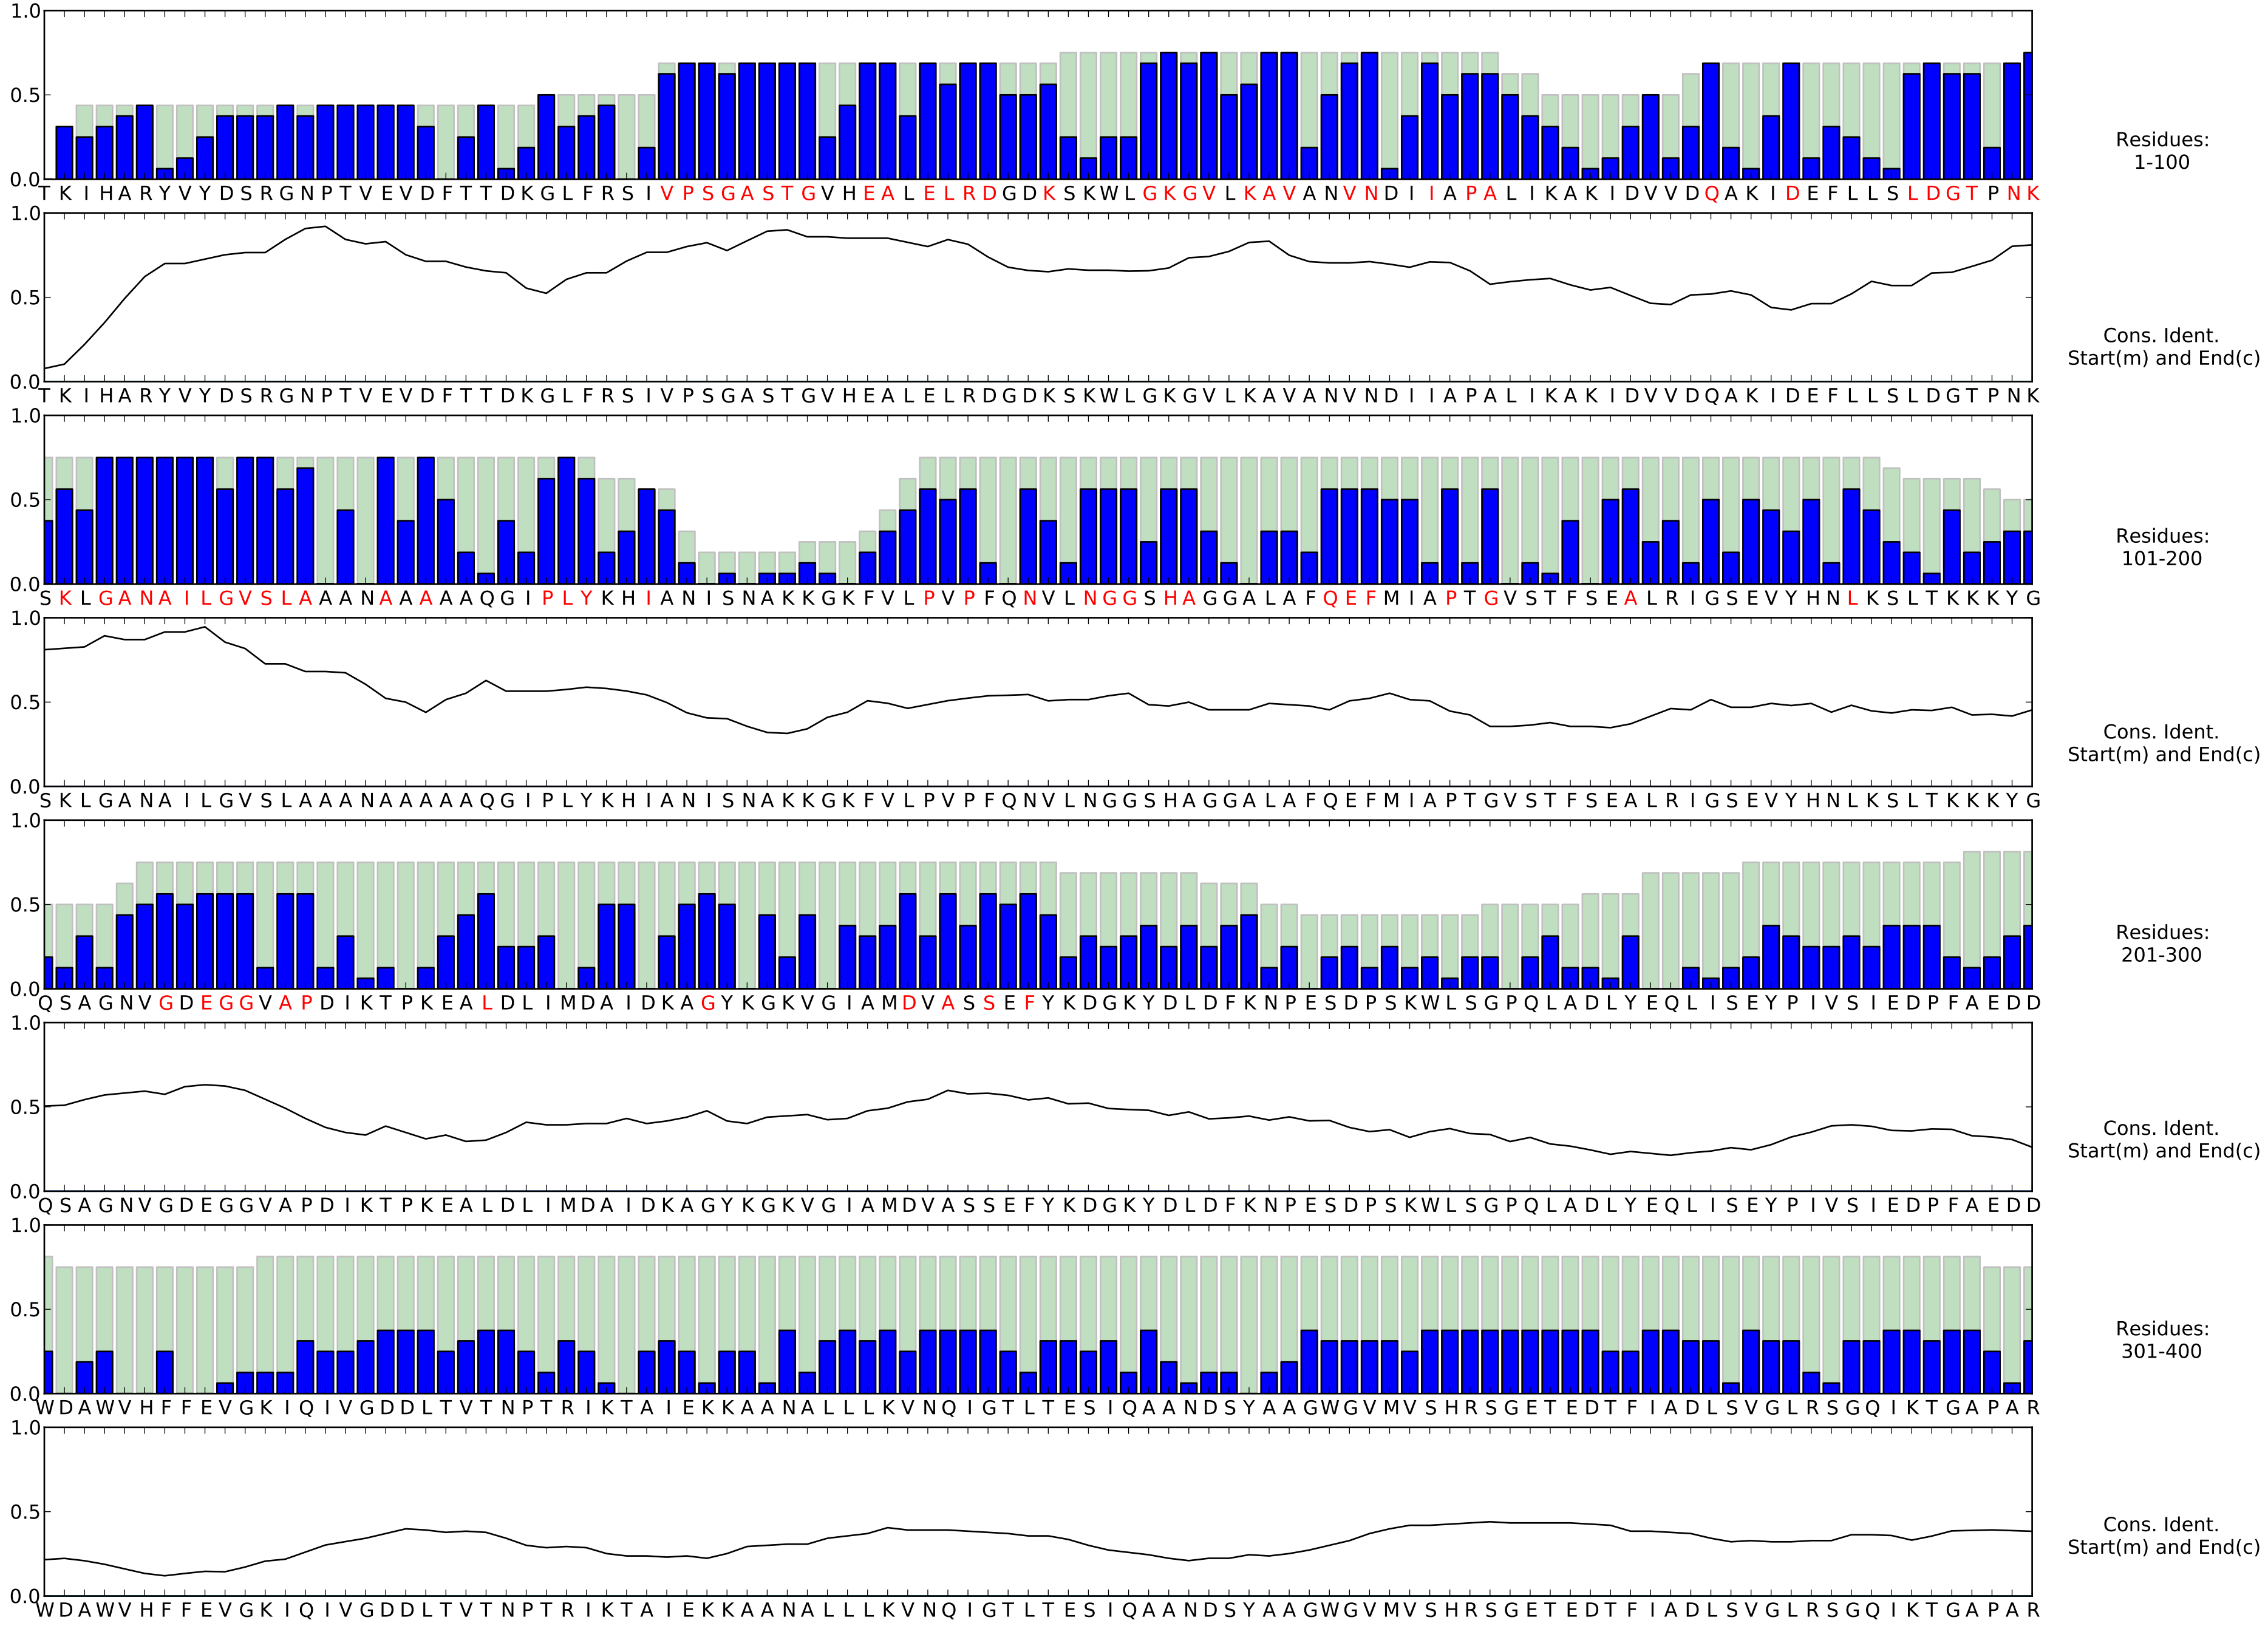 1.0
0.5
Residues:
1-100
0.0
T K I H A R Y V Y D S R G N P T V E V D F T T D K G L F R S I V P S G A S T G V H E A L E L R D G D K S K W L G K G V L K A V A N V N D I I A P A L I K A K I D V V D Q A K I D E F L L S L D G T P N K
1.0
0.5
Cons. Ident.
Start(m) and End(c)
0.0
T K I H A R Y V Y D S R G N P T V E V D F T T D K G L F R S I V P S G A S T G V H E A L E L R D G D K S K W L G K G V L K A V A N V N D I I A P A L I K A K I D V V D Q A K I D E F L L S L D G T P N K
1.0
0.5
Residues:
101-200
0.0
S K L G A N A I L G V S L A A A N A A A A A Q G I P L Y K H I A N I S N A K K G K F V L P V P F Q N V L N G G S H A G G A L A F Q E F M I A P T G V S T F S E A L R I G S E V Y H N L K S L T K K K Y G
1.0
0.5
Cons. Ident.
Start(m) and End(c)
0.0
S K L G A N A I L G V S L A A A N A A A A A Q G I P L Y K H I A N I S N A K K G K F V L P V P F Q N V L N G G S H A G G A L A F Q E F M I A P T G V S T F S E A L R I G S E V Y H N L K S L T K K K Y G
1.0
0.5
Residues:
201-300
0.0
Q S A G N V G D E G G V A P D I K T P K E A L D L I M D A I D K A G Y K G K V G I A M D V A S S E F Y K D G K Y D L D F K N P E S D P S K W L S G P Q L A D L Y E Q L I S E Y P I V S I E D P F A E D D
1.0
0.5
Cons. Ident.
Start(m) and End(c)
0.0
Q S A G N V G D E G G V A P D I K T P K E A L D L I M D A I D K A G Y K G K V G I A M D V A S S E F Y K D G K Y D L D F K N P E S D P S K W L S G P Q L A D L Y E Q L I S E Y P I V S I E D P F A E D D
1.0
0.5
Residues:
301-400
0.0
W D A W V H F F E V G K I Q I V G D D L T V T N P T R I K T A I E K K A A N A L L L K V N Q I G T L T E S I Q A A N D S Y A A G W G V M V S H R S G E T E D T F I A D L S V G L R S G Q I K T G A P A R
1.0
0.5
Cons. Ident.
Start(m) and End(c)
0.0
W D A W V H F F E V G K I Q I V G D D L T V T N P T R I K T A I E K K A A N A L L L K V N Q I G T L T E S I Q A A N D S Y A A G W G V M V S H R S G E T E D T F I A D L S V G L R S G Q I K T G A P A R